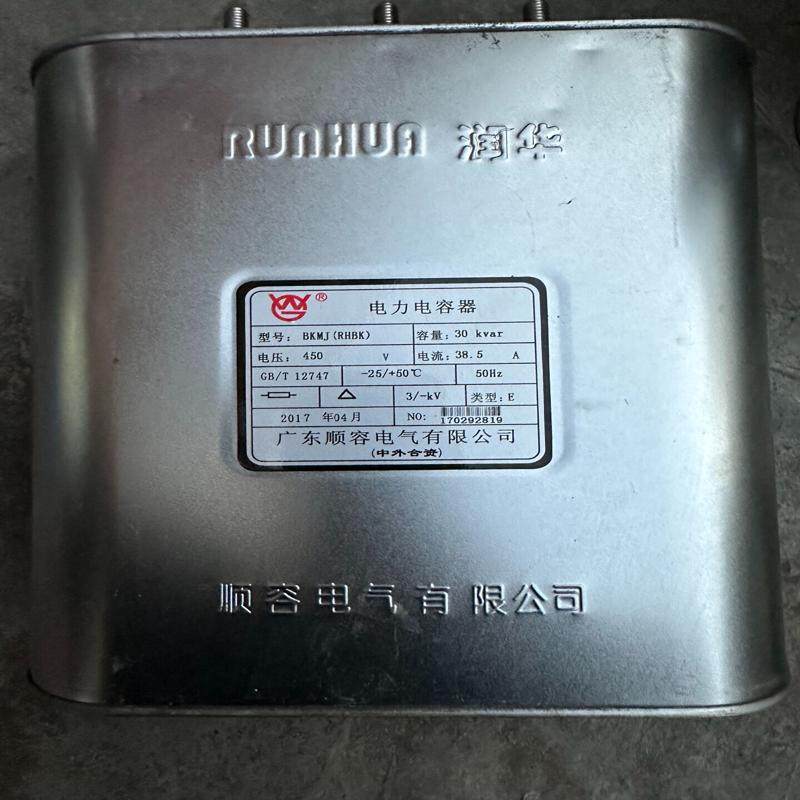 RUNHUA 润华
® 电力电容器
型号: BKMJ(RHBK) 容量: 30 kvar
电压: 450 V 电流: 38.5 A
GB/T 12747 -25/+50℃ 50Hz
3/-kV 类型: E
2017 年04月 NO: 170292819
广东顺容电气有限公司
(中外合资)
顺容电气有限公司